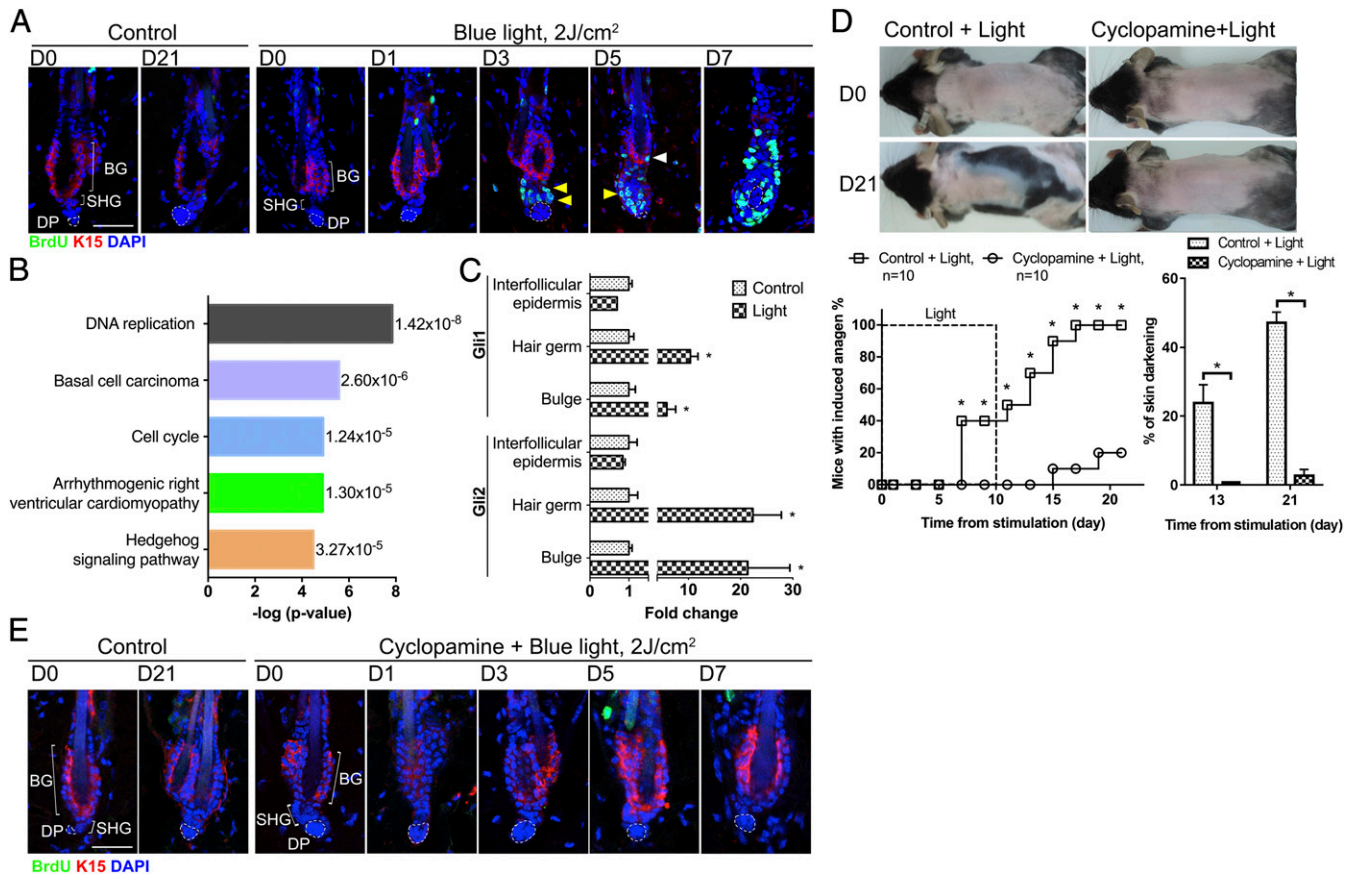 A
Control
Blue light, 2J/cm²
D0
D21
D0
D1
D3
D5
D7
BG
SHG
DP
BG
SHG
DP
BrdU K15 DAPI
B
DNA replication
1.42x10⁻⁸
Basal cell carcinoma
2.60x10⁻⁶
Cell cycle
1.24x10⁻⁵
Arrhythmogenic right
ventricular cardiomyopathy
1.30x10⁻⁵
Hedgehog
signaling pathway
3.27x10⁻⁵
0 2 4 6 8
-log (p-value)
C
Control
Light
Gli1
Interfollicular
epidermis
Hair germ
*
Bulge
*
Gli2
Interfollicular
epidermis
Hair germ
*
Bulge
*
0 1 10 20 30
Fold change
D
Control + Light
Cyclopamine+Light
D0
D21
Control + Light,
n=10
Cyclopamine + Light,
n=10
Mice with induced anagen %
100
80
60
40
20
0
Light
* * * * * * * *
0 5 10 15 20
Time from stimulation (day)
Control + Light
Cyclopamine + Light
% of skin darkening
60
40
20
0
*
*
13 21
Time from stimulation (day)
E
Control
Cyclopamine + Blue light, 2J/cm²
D0
D21
D0
D1
D3
D5
D7
BG
DP
SHG
BG
SHG
DP
BrdU K15 DAPI